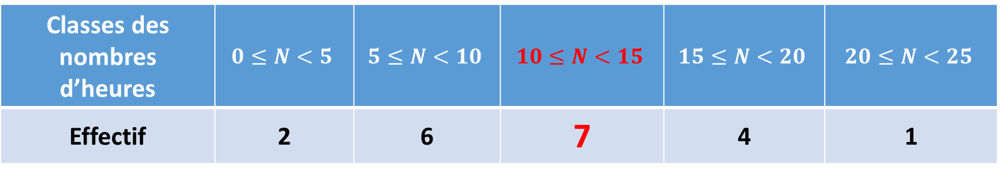 Classes des
nombres
d’heures
0 ≤ N < 5
5 ≤ N < 10
10 ≤ N < 15
15 ≤ N < 20
20 ≤ N < 25
Effectif
2
6
7
4
1